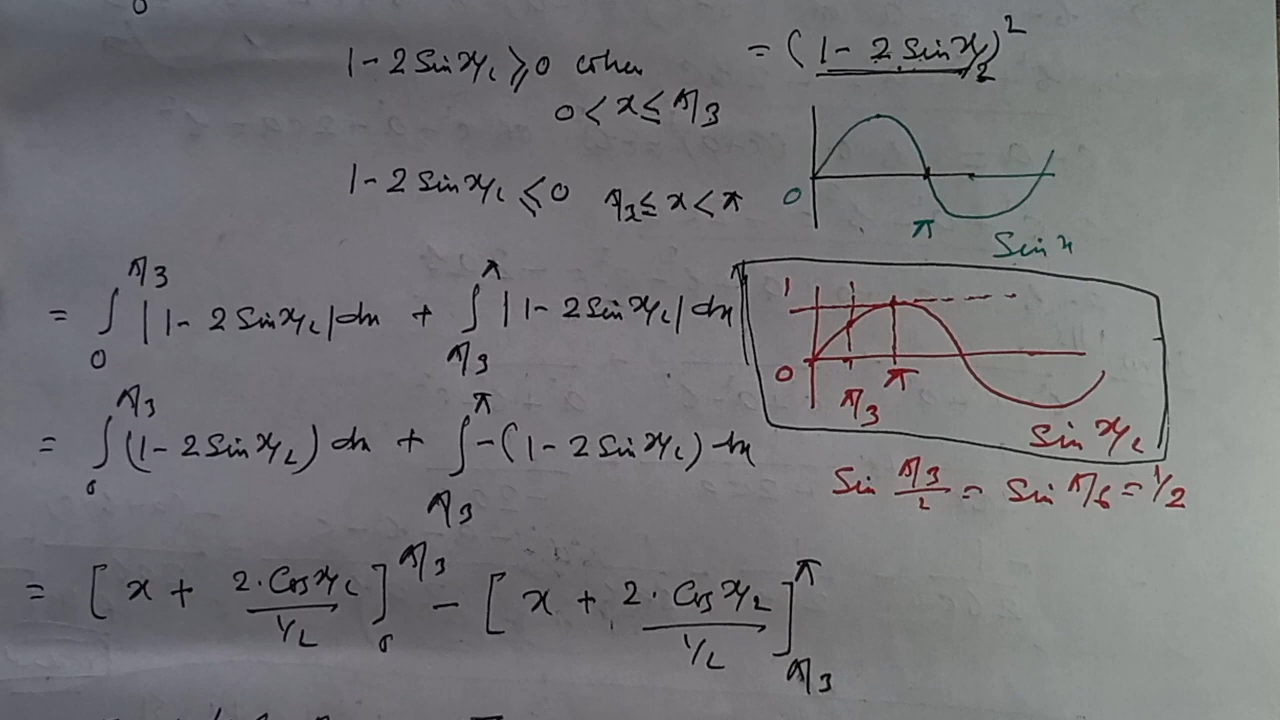 1 - 2 Sin x/2 ≥ 0 when
= (1 - 2 Sin x/2)²
0 < x ≤ π/3
1 - 2 Sin x/2 ≤ 0 π/3 ≤ x < π
0 π Sin x
= ∫₀^{π/3} |1 - 2 Sin x/2| dx + ∫_{π/3}^{π} |1 - 2 Sin x/2| dx
1
0 π/3 π
Sin x/2
= ∫₀^{π/3} (1 - 2 Sin x/2) dx + ∫_{π/3}^{π} -(1 - 2 Sin x/2) dx
Sin (π/3)/2 = Sin π/6 = 1/2
= [x + (2 · Cos x/2)/(1/2)]₀^{π/3} - [x + (2 · Cos x/2)/(1/2)]_{π/3}^{π}